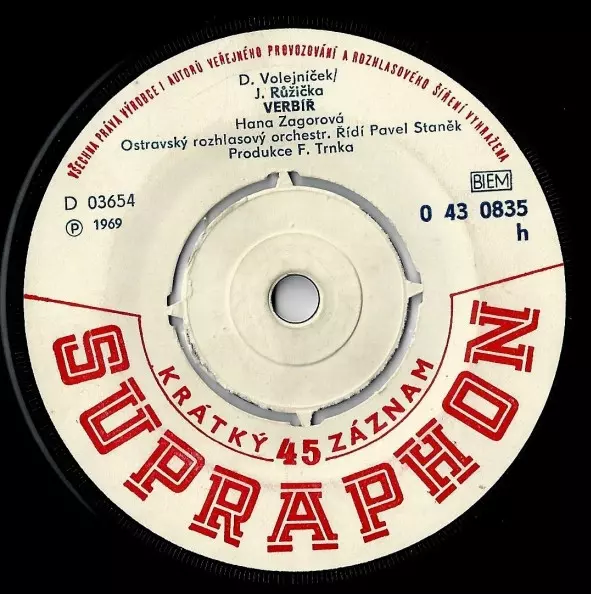 VŠECHNA PRÁVA VÝROBCE I AUTORŮ VEŘEJNÉHO PROVOZOVÁNÍ A ROZHLASOVÉHO ŠÍŘENÍ VYHRAŽENA
D. Volejníček/
J. Růžička
VERBÍŘ
Hana Zagorová
Ostravský rozhlasový orchestr. Řídí Pavel Staněk
Produkce F. Trnka
BIEM
D 03654
0 43 0835
℗ 1969
h
KRÁTKÝ 45 ZÁZNAM
SUPRAPHON